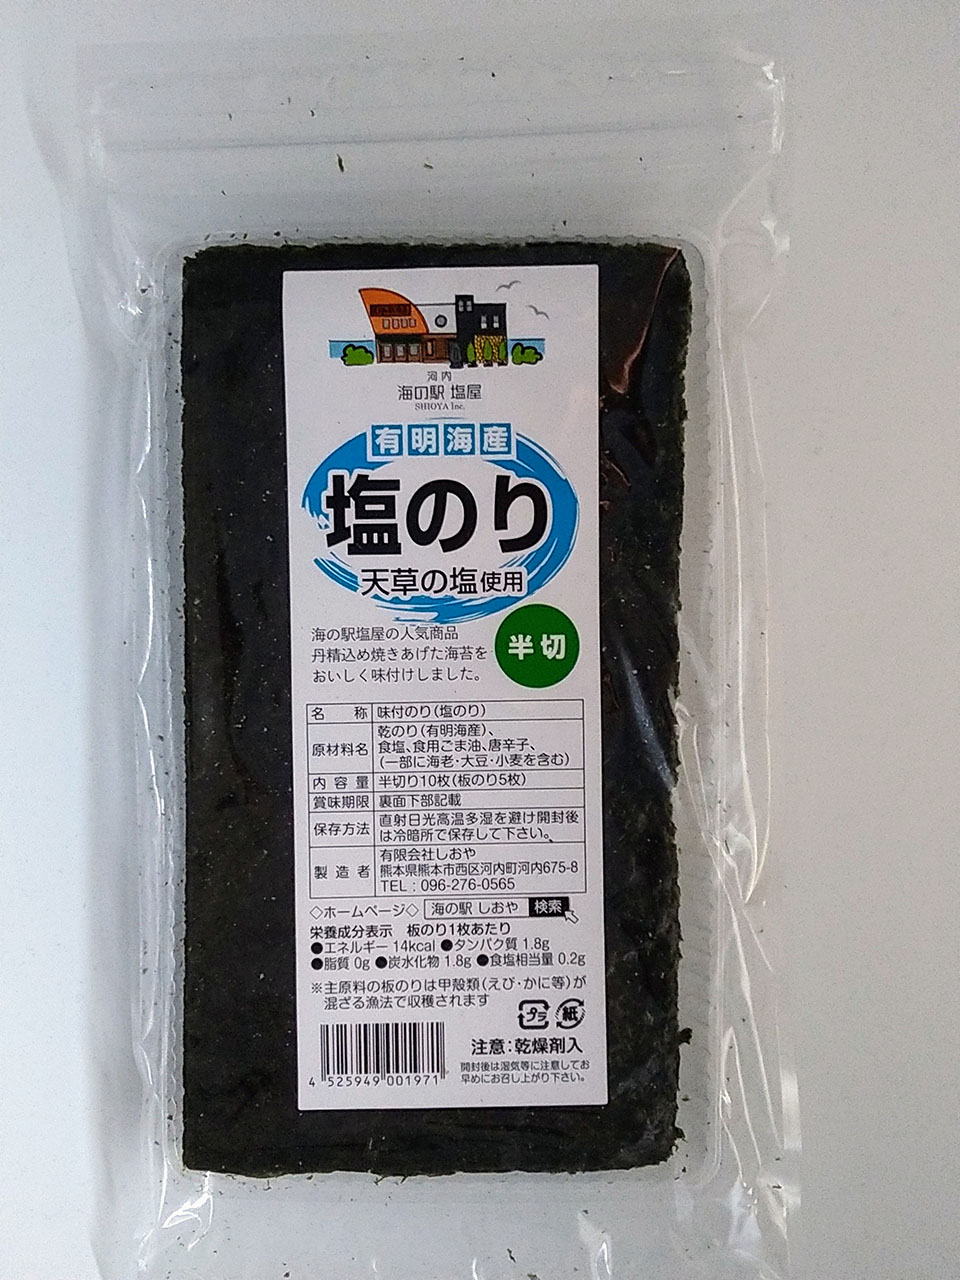 河内
海の駅 塩屋
SHIOYA Inc.
有明海産
塩のり
天草の塩使用
海の駅塩屋の人気商品
丹精込め焼きあげた海苔を
おいしく味付けしました。
半切
名 称 味付のり(塩のり)
原材料名 乾のり(有明海産)、
食塩、食用ごま油、唐辛子、
(一部に海老・大豆・小麦を含む)
内容量 半切り10枚(板のり5枚)
賞味期限 裏面下部記載
保存方法 直射日光高温多湿を避け開封後
は冷暗所で保存して下さい。
製造者 有限会社しおや
熊本県熊本市西区河内町河内675-8
TEL：096-276-0565
◇ホームページ◇ 海の駅 しおや 検索
栄養成分表示 板のり1枚あたり
●エネルギー 14kcal ●タンパク質 1.8g
●脂質 0g ●炭水化物 1.8g ●食塩相当量 0.2g
※主原料の板のりは甲殻類(えび・かに等)が
混ざる漁法で収穫されます
プラ 紙
注意：乾燥剤入
開封後は湿気等に注意してお
早めにお召し上がり下さい。
4 525949 001971